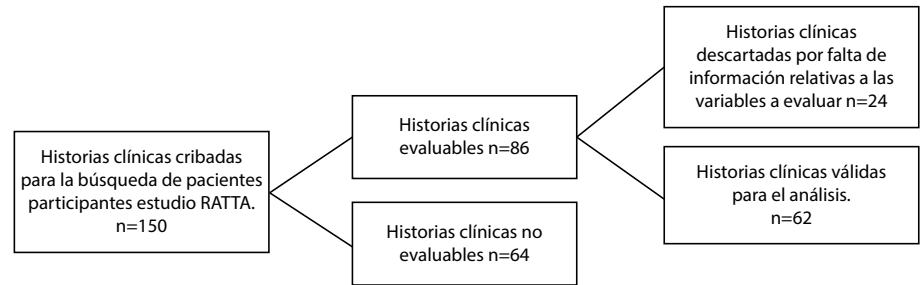 Historias clínicas cribadas
para la búsqueda de pacientes
participantes estudio RATTA.
n=150
Historias clínicas
evaluables n=86
Historias clínicas no
evaluables n=64
Historias clínicas
descartadas por falta de
información relativas a las
variables a evaluar n=24
Historias clínicas válidas
para el análisis.
n=62